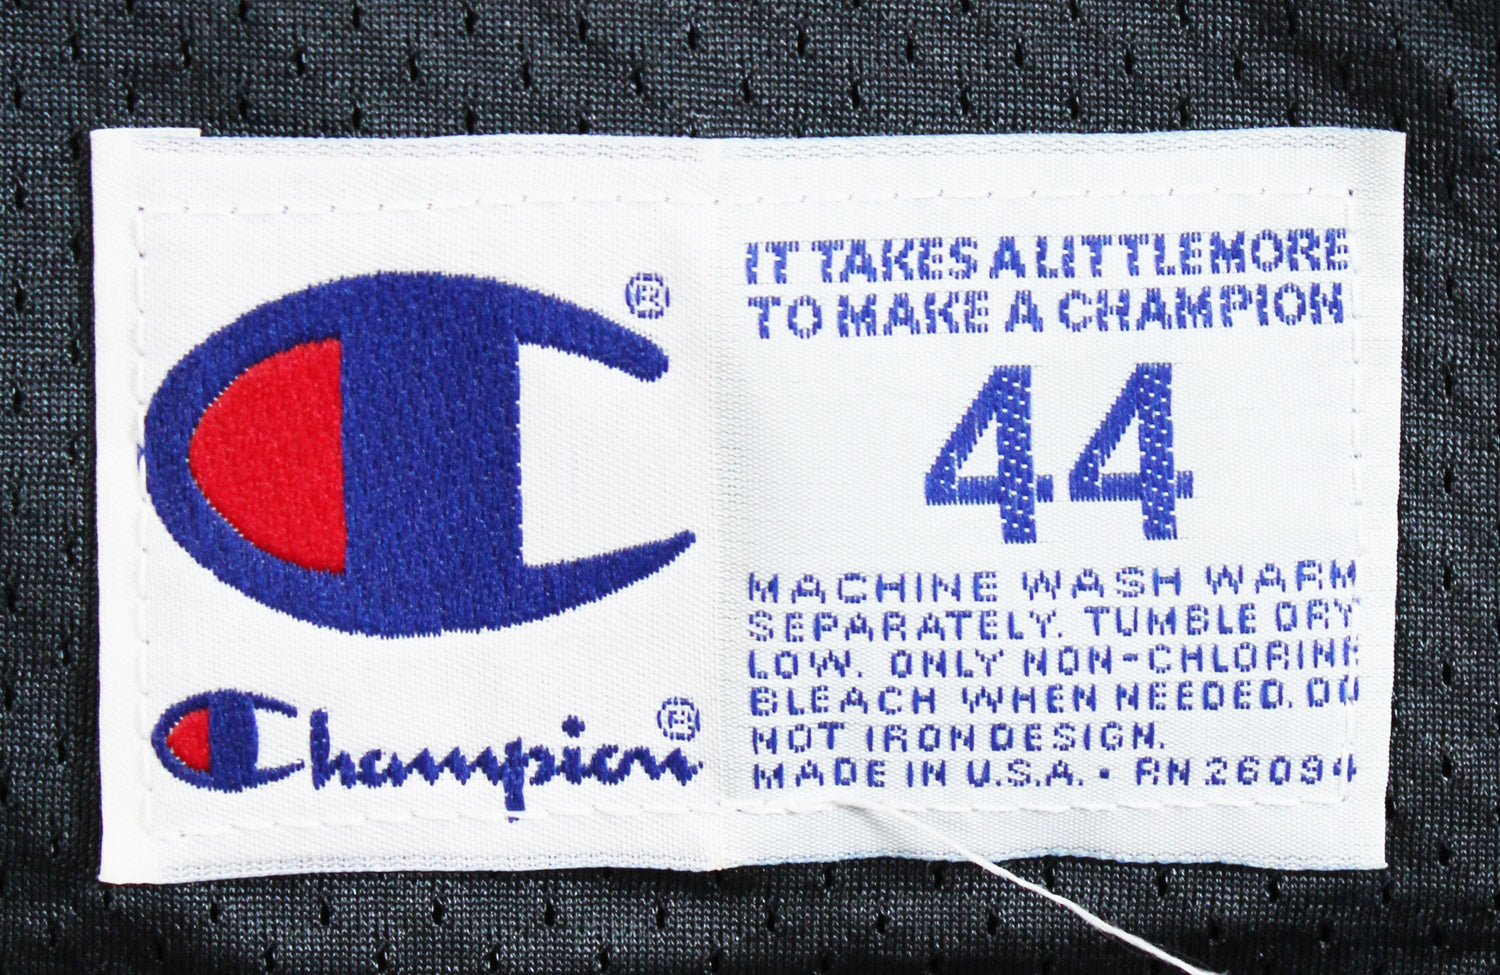 ®
Champion®
IT TAKES A LITTLE MORE
TO MAKE A CHAMPION
44
MACHINE WASH WARM
SEPARATELY. TUMBLE DRY
LOW. ONLY NON-CHLORINE
BLEACH WHEN NEEDED. DO
NOT IRON DESIGN.
MADE IN U.S.A. • RN 26094